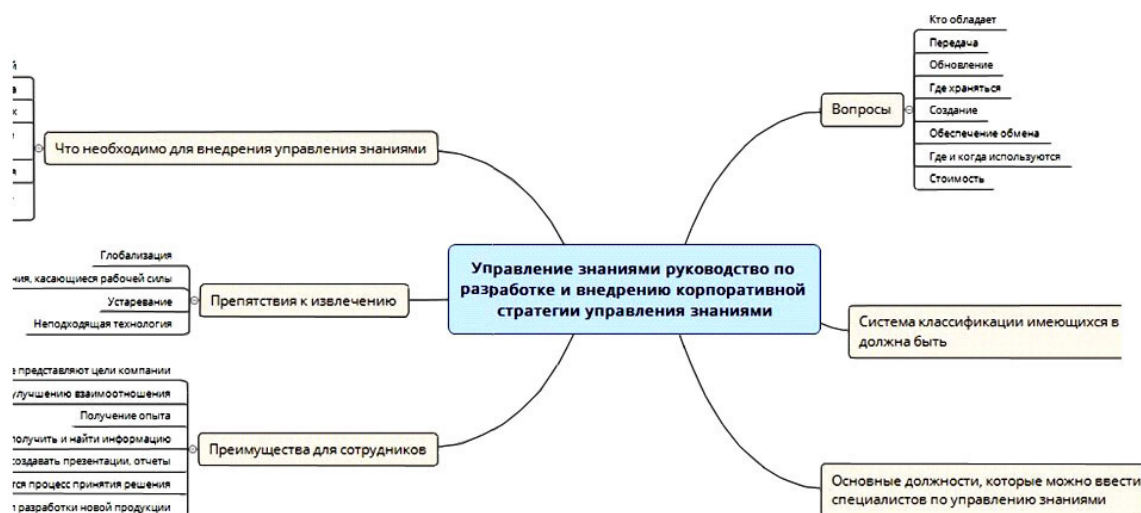 Что необходимо для внедрения управления знаниями
Глобализация
касающиеся рабочей силы
Устаревание
Неподходящая технология
Препятствия к извлечению
представляют цели компании
улучшению взаимоотношения
Получение опыта
получить и найти информацию
создавать презентации, отчеты
процесс принятия решения
разработки новой продукции
Преимущества для сотрудников
Управление знаниями руководство по
разработке и внедрению корпоративной
стратегии управления знаниями
Кто обладает
Передача
Обновление
Где храняться
Создание
Обеспечение обмена
Где и когда используются
Стоимость
Вопросы
Система классификации имеющихся в
должна быть
Основные должности, которые можно ввести
специалистов по управлению знаниями